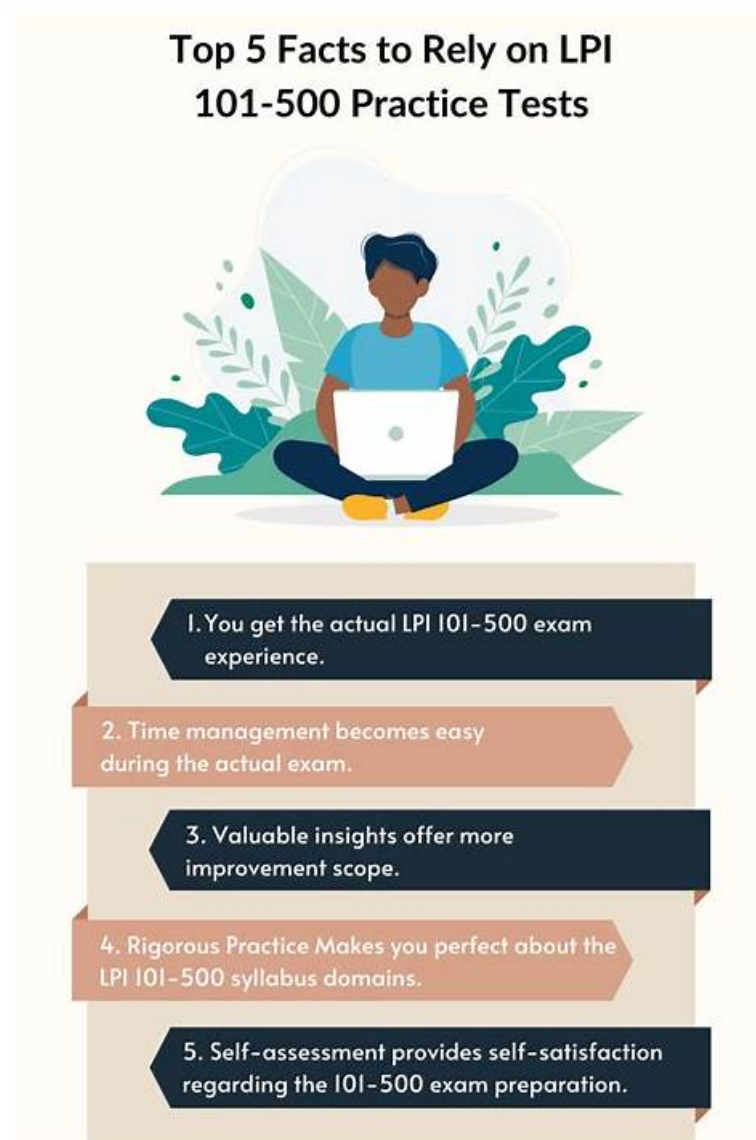 Top 5 Facts to Rely on LPI
101-500 Practice Tests
1. You get the actual LPI 101-500 exam
experience.
2. Time management becomes easy
during the actual exam.
3. Valuable insights offer more
improvement scope.
4. Rigorous Practice Makes you perfect about the
LPI 101-500 syllabus domains.
5. Self-assessment provides self-satisfaction
regarding the 101-500 exam preparation.